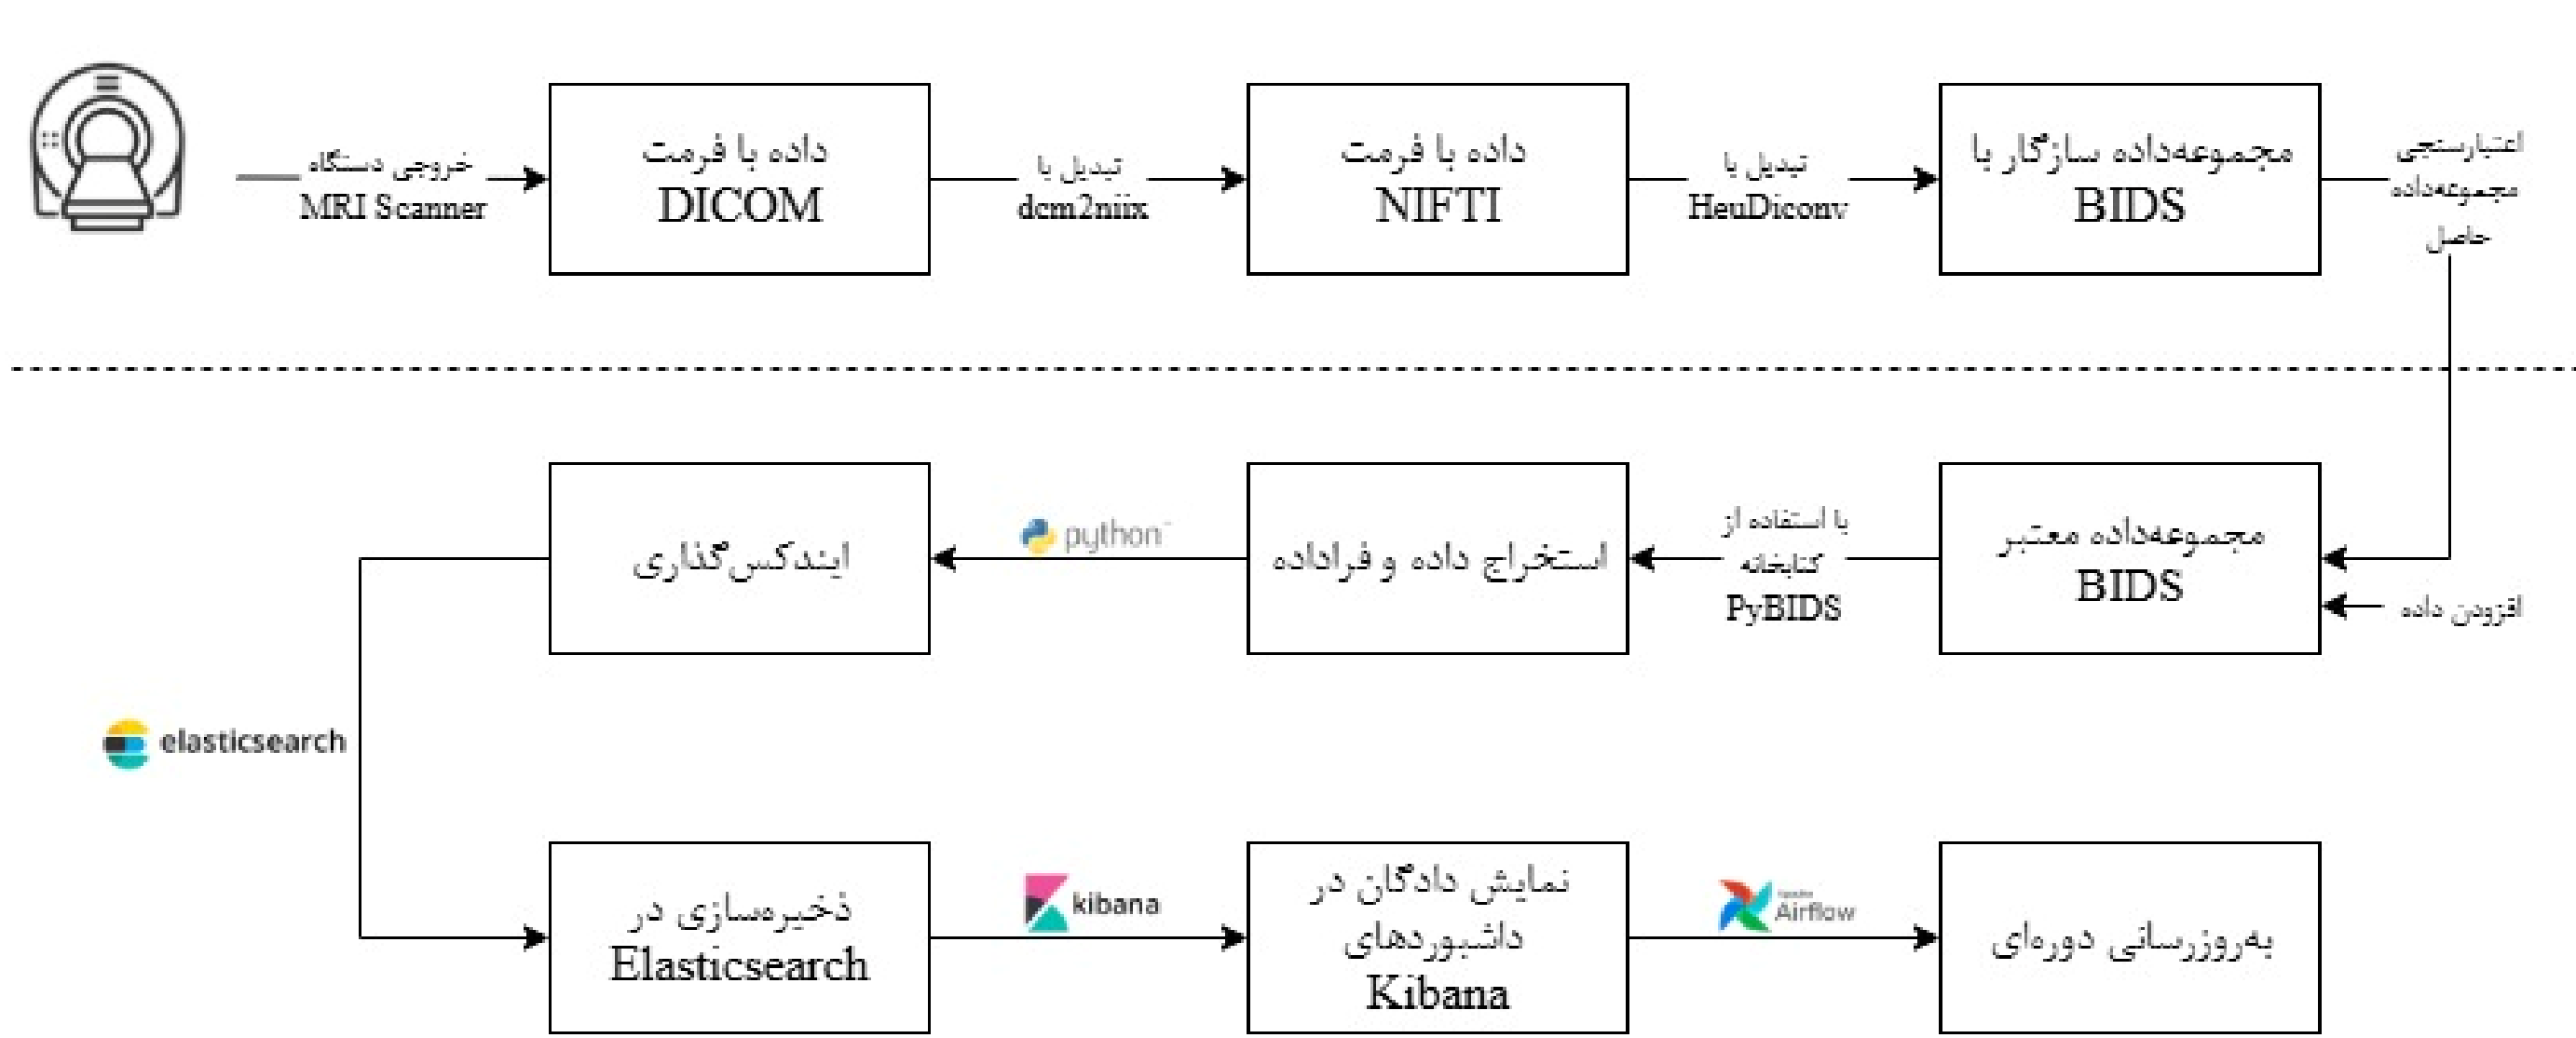 خروجی دستگاه
MRI Scanner
داده با فرمت
DICOM
تبدیل با
dcm2niix
داده با فرمت
NIFTI
تبدیل با
HeuDiconv
مجموعه‌داده سازگار با
BIDS
اعتبارسنجی
مجموعه‌داده
حاصل
مجموعه‌داده معتبر
BIDS
افزودن داده
با استفاده از
کتابخانه
PyBIDS
استخراج داده و فراداده
python
ایندکس‌گذاری
elasticsearch
ذخیره‌سازی در
Elasticsearch
kibana
نمایش دادگان در
داشبوردهای
Kibana
Airflow
به‌روزرسانی دوره‌ای